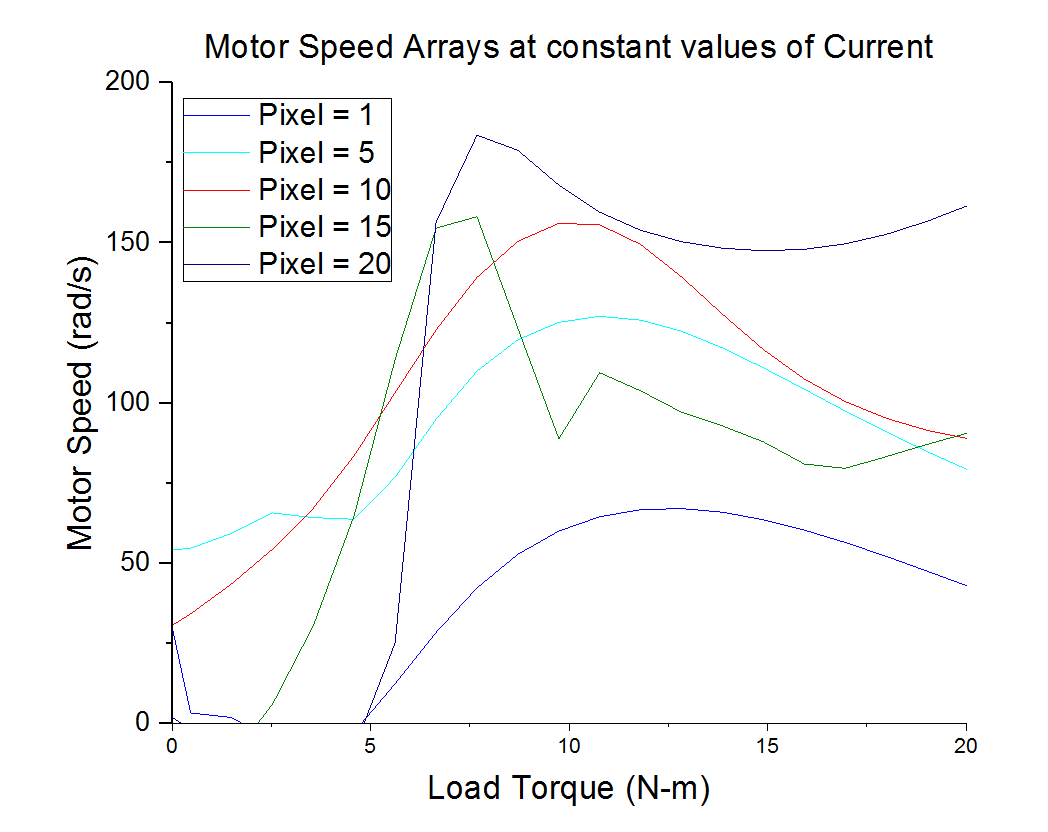 Motor Speed Arrays at constant values of Current
200
Pixel = 1
Pixel = 5
Pixel = 10
Pixel = 15
Pixel = 20
150
100
50
0
Motor Speed (rad/s)
0 5 10 15 20
Load Torque (N-m)